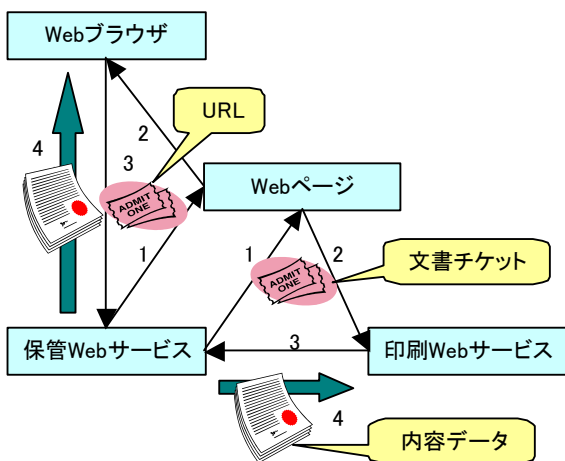 Webブラウザ
URL
2
4
3
ADMIT ONE
Webページ
1
1
2
ADMIT ONE
文書チケット
保管Webサービス
3
印刷Webサービス
4
内容データ